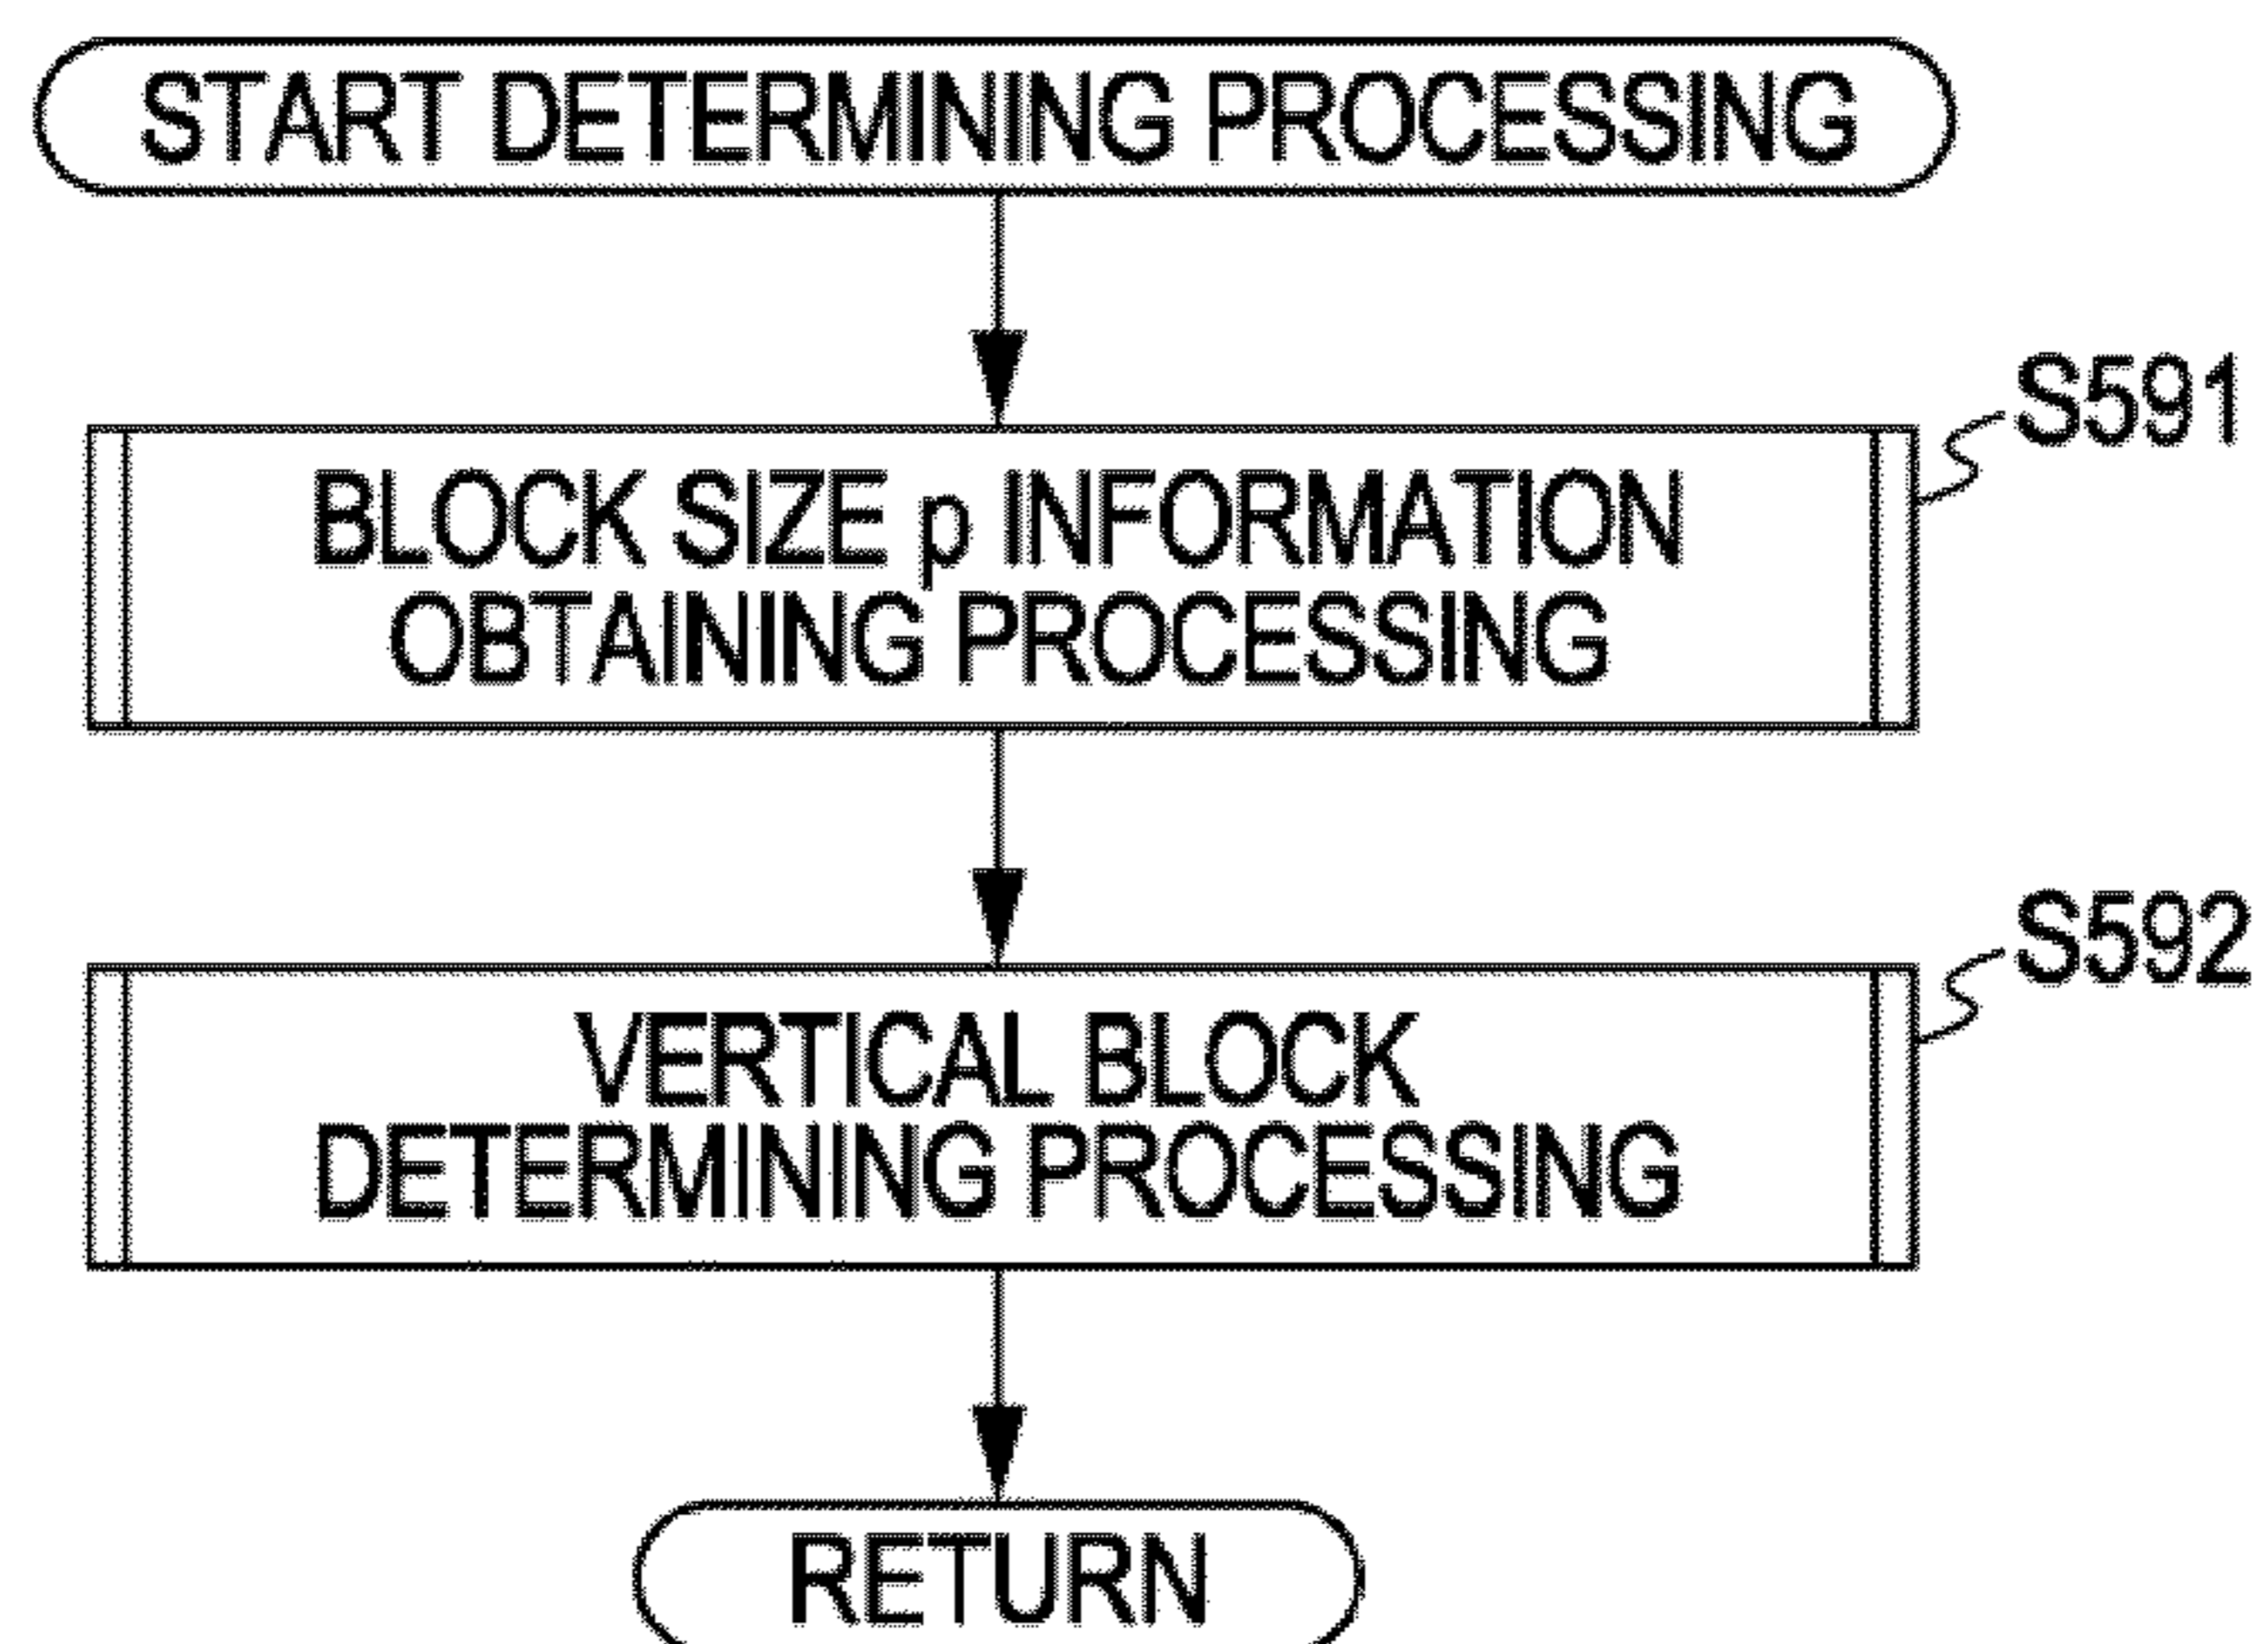 START DETERMINING PROCESSING
S591
BLOCK SIZE p INFORMATION
OBTAINING PROCESSING
S592
VERTICAL BLOCK
DETERMINING PROCESSING
RETURN